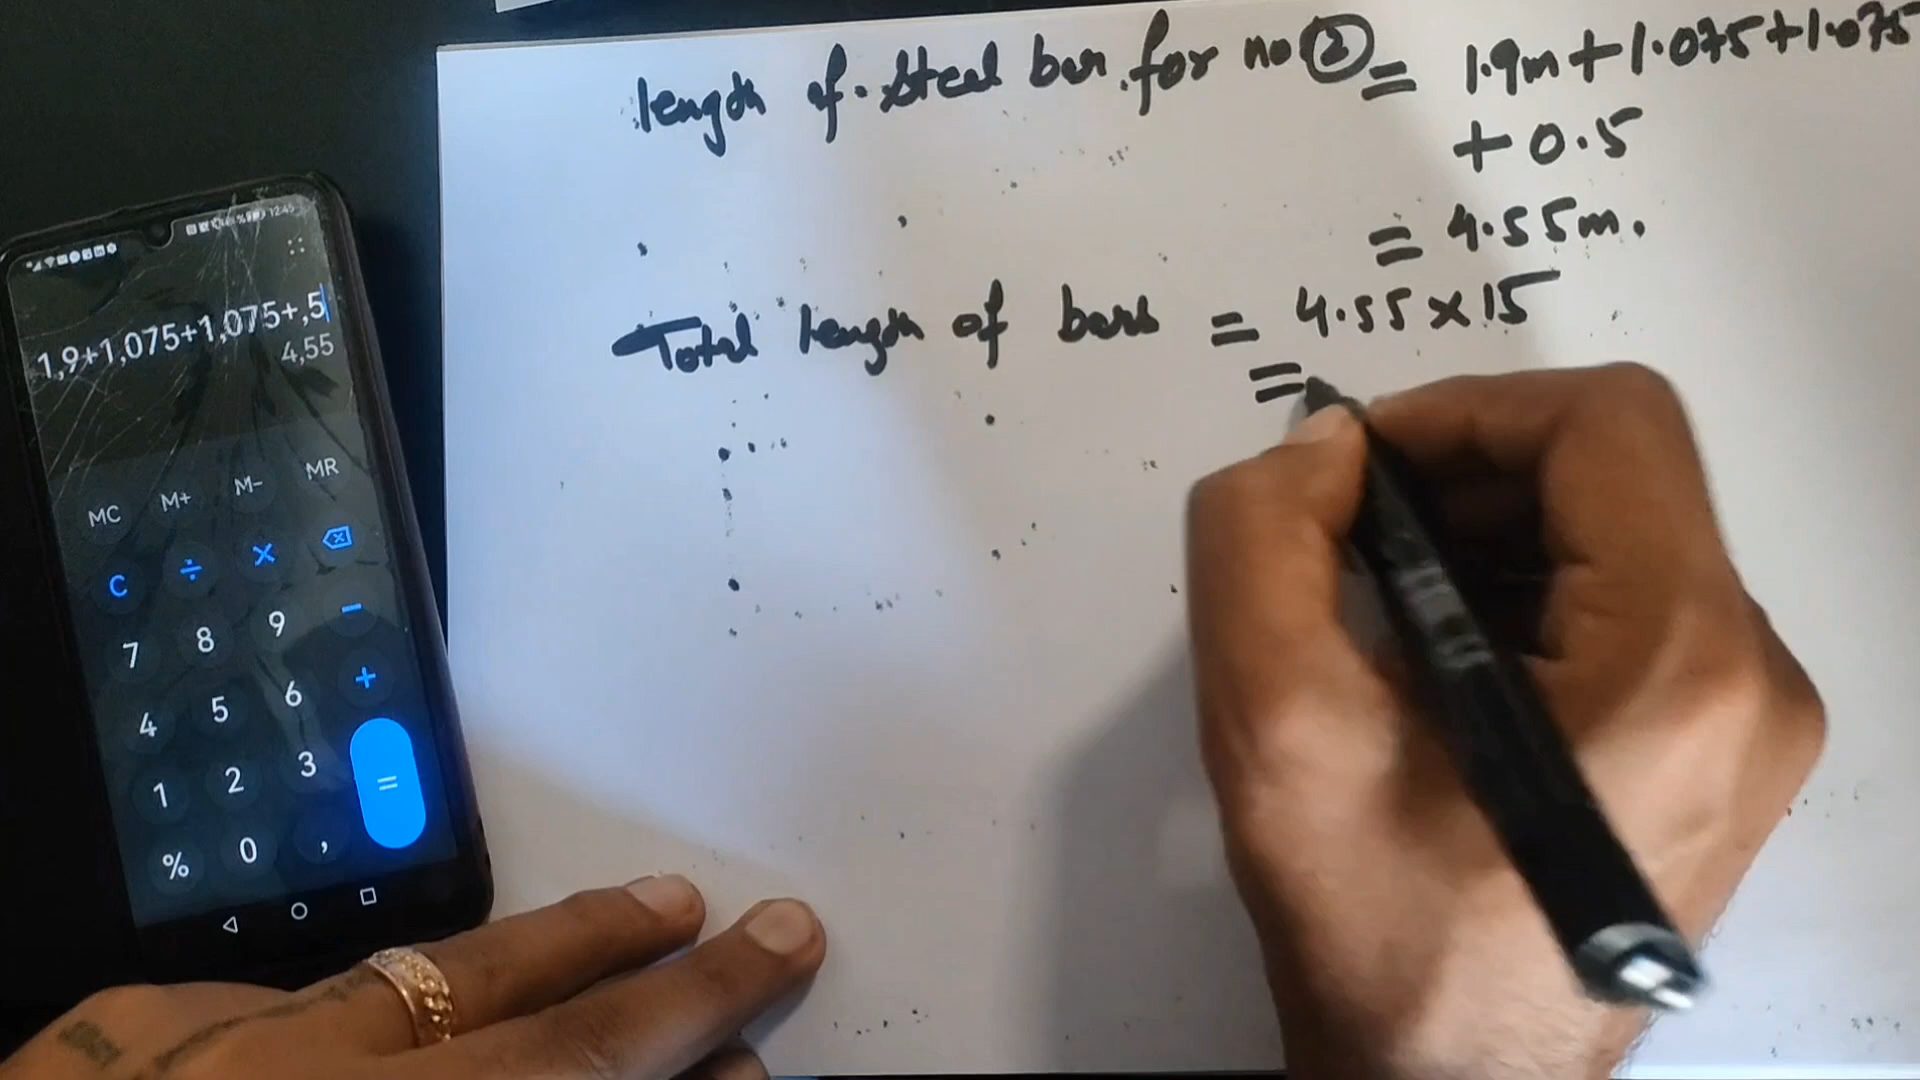 length of steel bar for no ② = 1.9m + 1.075 + 1.075
+ 0.5
= 4.55m.
Total length of bars = 4.55 x 15
=
12:45
1,9+1,075+1,075+,5
4,55
MC M+ M- MR
C ÷ ×
7 8 9 −
4 5 6 +
1 2 3 =
% 0 ,